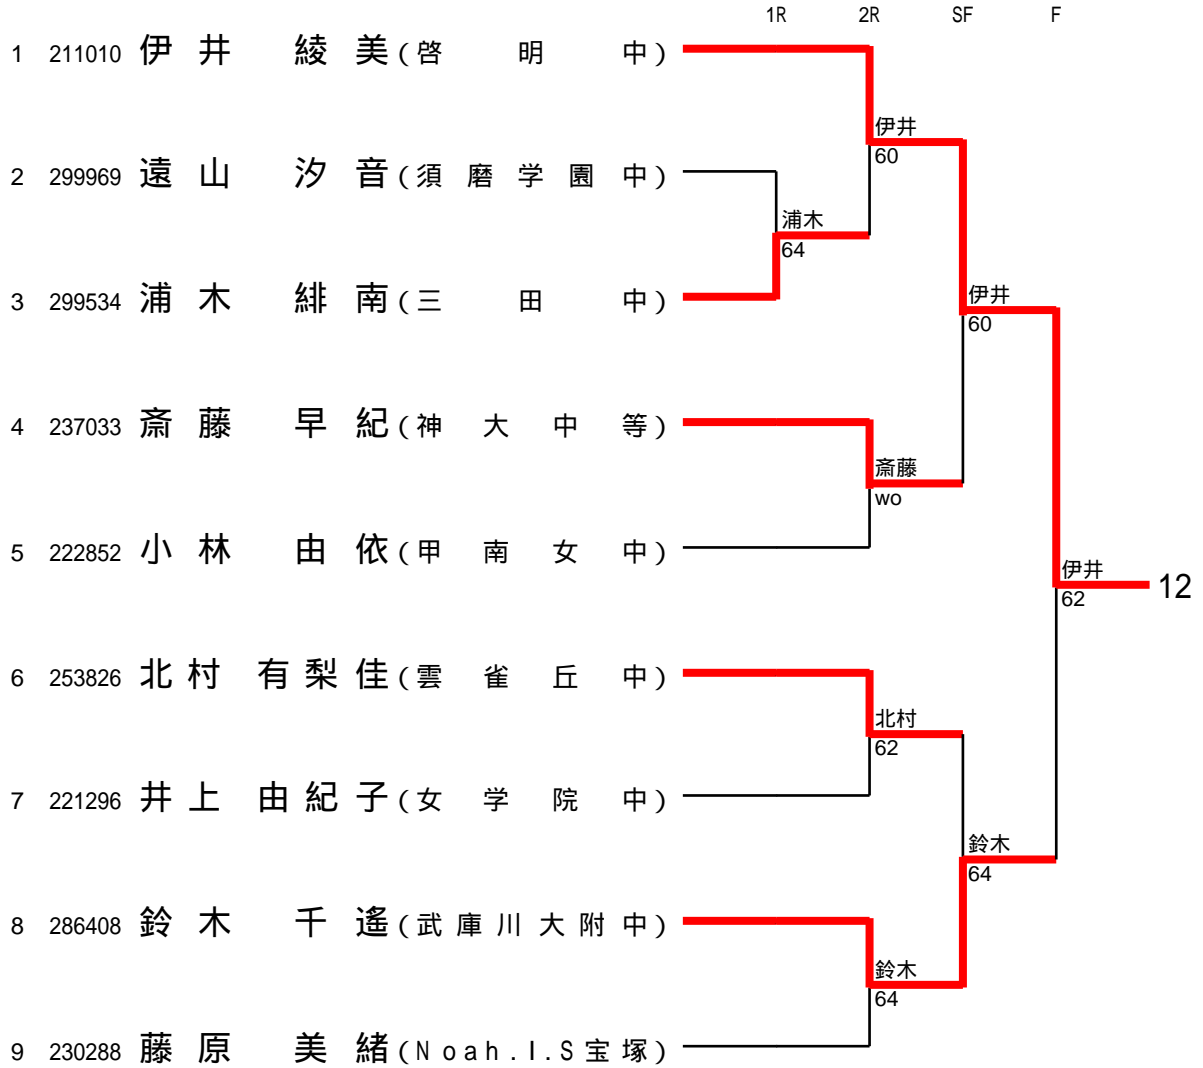 1R 2R SF F
1 211010 伊井 綾美(啓明中)
伊井
60
2 299969 遠山 汐音(須磨学園中)
浦木
64
3 299534 浦木 緋南(三田中)
伊井
60
4 237033 斎藤 早紀(神大中等)
斎藤
wo
5 222852 小林 由依(甲南女中)
伊井
62
12
6 253826 北村 有梨佳(雲雀丘中)
北村
62
7 221296 井上 由紀子(女学院中)
鈴木
64
8 286408 鈴木 千遙(武庫川大附中)
鈴木
64
9 230288 藤原 美緒(Noah.I.S宝塚)